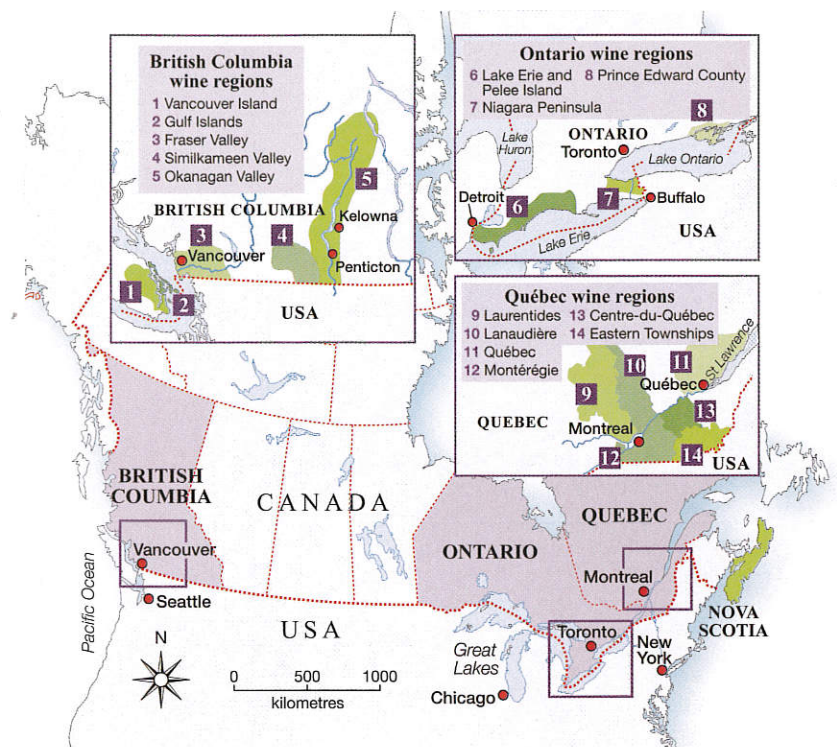 British Columbia
wine regions
1 Vancouver Island
2 Gulf Islands
3 Fraser Valley
4 Similkameen Valley
5 Okanagan Valley
5
BRITISH COLUMBIA
Kelowna
3
4
Vancouver
Penticton
1
2
USA
Ontario wine regions
6 Lake Erie and
Pelee Island
7 Niagara Peninsula
8 Prince Edward County
8
Lake
Huron
ONTARIO
Toronto
Lake Ontario
Detroit
6
7
Buffalo
Lake Erie
USA
Québec wine regions
9 Laurentides
10 Lanaudière
11 Québec
12 Montérégie
13 Centre-du-Québec
14 Eastern Townships
10
11
St Lawrence
Québec
9
QUEBEC
13
Montreal
12
14
USA
BRITISH
COUMBIA
CANADA
ONTARIO
QUEBEC
Vancouver
Montreal
Pacific Ocean
Seattle
NOVA
SCOTIA
USA
Toronto
Great
Lakes
New
York
N
0 500 1000
kilometres
Chicago